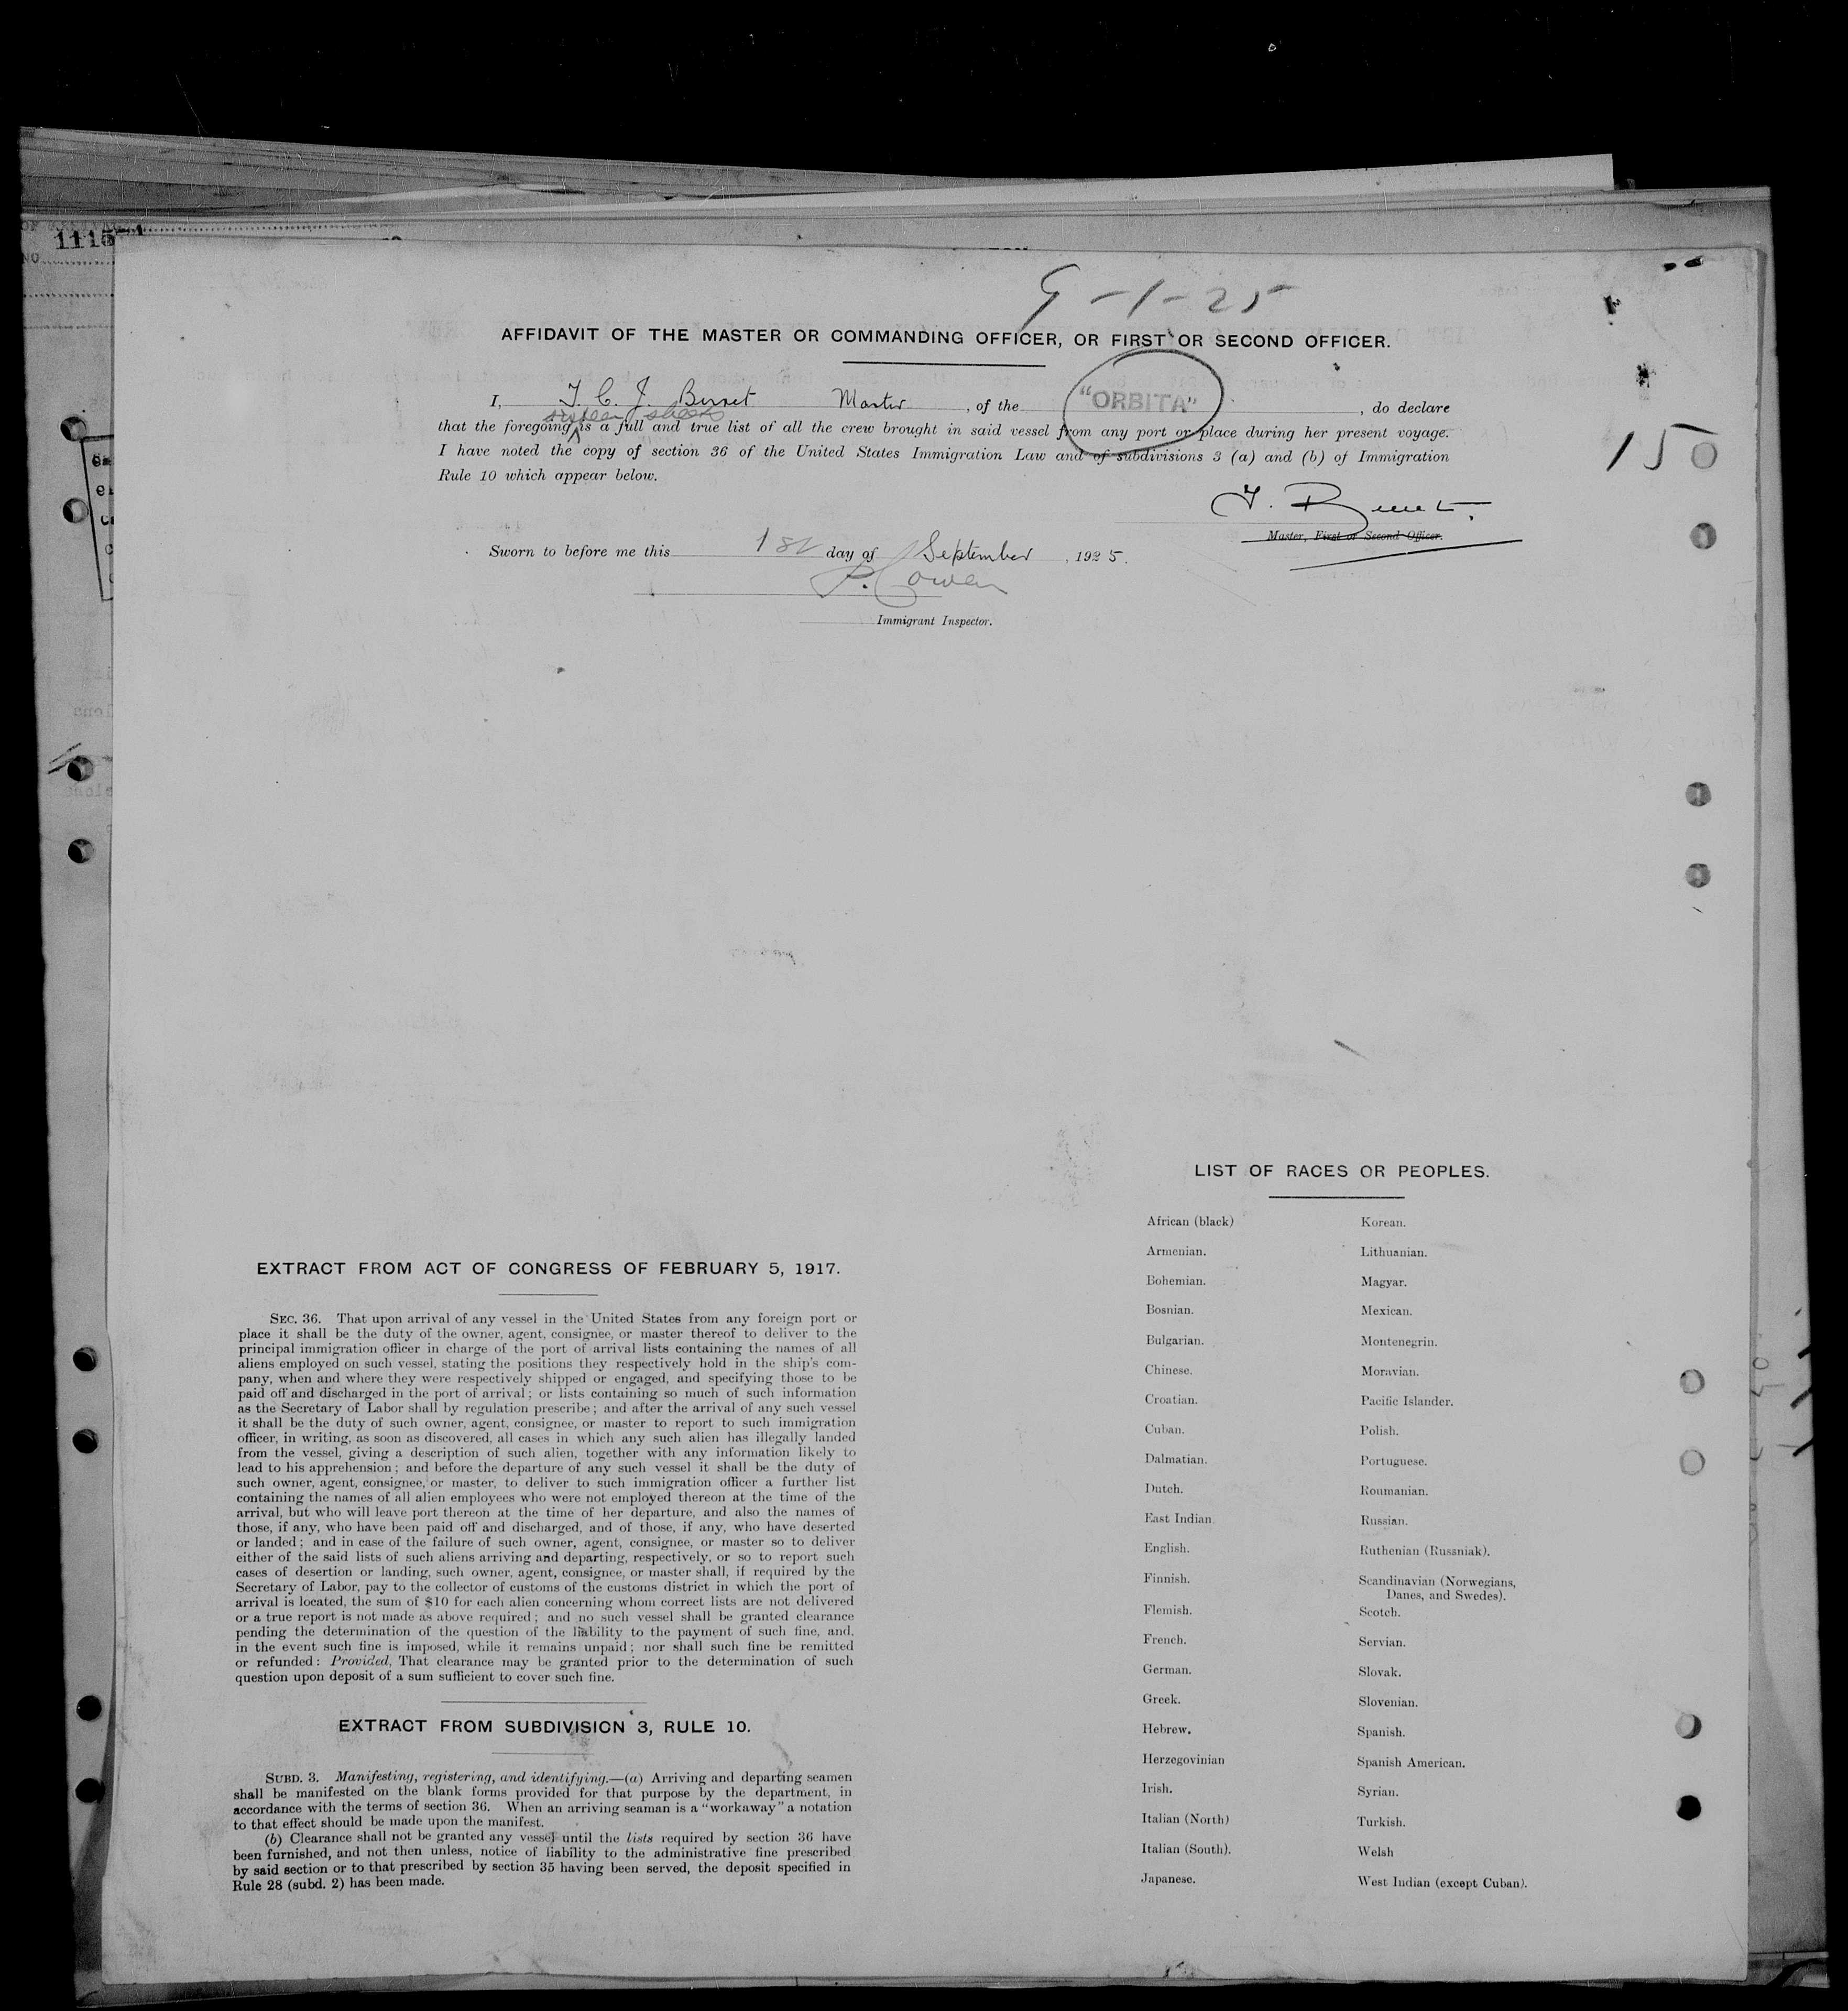 9-1-25
AFFIDAVIT OF THE MASTER OR COMMANDING OFFICER, OR FIRST OR SECOND OFFICER.
I, Master, of the "ORBITA", do declare
sixteen sheets
that the foregoing is a full and true list of all the crew brought in said vessel from any port or place during her present voyage.
150
I have noted the copy of section 36 of the United States Immigration Law and of subdivisions 3 (a) and (b) of Immigration
Rule 10 which appear below.
Master, First or Second Officer.
Sworn to before me this 1st day of September, 1925.
Immigrant Inspector.
EXTRACT FROM ACT OF CONGRESS OF FEBRUARY 5, 1917.
SEC. 36. That upon arrival of any vessel in the United States from any foreign port or
place it shall be the duty of the owner, agent, consignee, or master thereof to deliver to the
principal immigration officer in charge of the port of arrival lists containing the names of all
aliens employed on such vessel, stating the positions they respectively hold in the ship's com-
pany, when and where they were respectively shipped or engaged, and specifying those to be
paid off and discharged in the port of arrival; or lists containing so much of such information
as the Secretary of Labor shall by regulation prescribe; and after the arrival of any such vessel
it shall be the duty of such owner, agent, consignee, or master to report to such immigration
officer, in writing, as soon as discovered, all cases in which any such alien has illegally landed
from the vessel, giving a description of such alien, together with any information likely to
lead to his apprehension; and before the departure of any such vessel it shall be the duty of
such owner, agent, consignee, or master, to deliver to such immigration officer a further list
containing the names of all alien employees who were not employed thereon at the time of the
arrival, but who will leave port thereon at the time of her departure, and also the names of
those, if any, who have been paid off and discharged, and of those, if any, who have deserted
or landed; and in case of the failure of such owner, agent, consignee, or master so to deliver
either of the said lists of such aliens arriving and departing, respectively, or so to report such
cases of desertion or landing, such owner, agent, consignee, or master shall, if required by the
Secretary of Labor, pay to the collector of customs of the customs district in which the port of
arrival is located, the sum of $10 for each alien concerning whom correct lists are not delivered
or a true report is not made as above required; and no such vessel shall be granted clearance
pending the determination of the question of the liability to the payment of such fine, and,
in the event such fine is imposed, while it remains unpaid; nor shall such fine be remitted
or refunded: Provided, That clearance may be granted prior to the determination of such
question upon deposit of a sum sufficient to cover such fine.
EXTRACT FROM SUBDIVISION 3, RULE 10.
SUBD. 3. Manifesting, registering, and identifying.—(a) Arriving and departing seamen
shall be manifested on the blank forms provided for that purpose by the department, in
accordance with the terms of section 36. When an arriving seaman is a "workaway" a notation
to that effect should be made upon the manifest.
(b) Clearance shall not be granted any vessel until the lists required by section 36 have
been furnished, and not then unless, notice of liability to the administrative fine prescribed
by said section or to that prescribed by section 35 having been served, the deposit specified in
Rule 28 (subd. 2) has been made.
LIST OF RACES OR PEOPLES.
African (black)
Armenian.
Bohemian.
Bosnian.
Bulgarian.
Chinese.
Croatian.
Cuban.
Dalmatian.
Dutch.
East Indian.
English.
Finnish.
Flemish.
French.
German.
Greek.
Hebrew.
Herzegovinian
Irish.
Italian (North)
Italian (South).
Japanese.
Korean.
Lithuanian.
Magyar.
Mexican.
Montenegrin.
Moravian.
Pacific Islander.
Polish.
Portuguese.
Roumanian.
Russian.
Ruthenian (Russniak).
Scandinavian (Norwegians,
Danes, and Swedes).
Scotch.
Servian.
Slovak.
Slovenian.
Spanish.
Spanish American.
Syrian.
Turkish.
Welsh
West Indian (except Cuban).